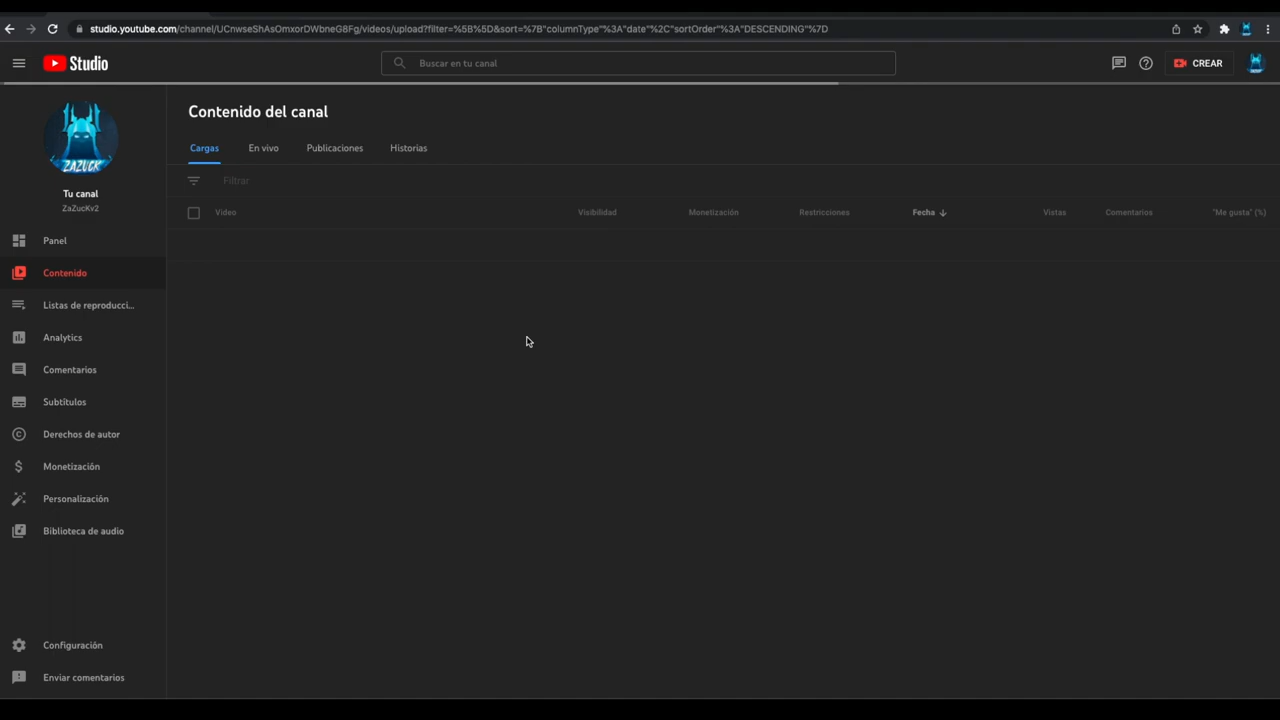 studio.youtube.com/channel/UCnwseShAsOmxorDWbneG8Fg/videos/upload?filter=%5B%5D&sort=%7B"columnType"%3A"date"%2C"sortOrder"%3A"DESCENDING"%7D
Studio
Buscar en tu canal
CREAR
ZAZUCK
Tu canal
ZaZucKv2
Panel
Contenido
Listas de reproducci...
Analytics
Comentarios
Subtítulos
Derechos de autor
Monetización
Personalización
Biblioteca de audio
Configuración
Enviar comentarios
Contenido del canal
Cargas En vivo Publicaciones Historias
Filtrar
Video Visibilidad Monetización Restricciones Fecha Vistas Comentarios "Me gusta" (%)